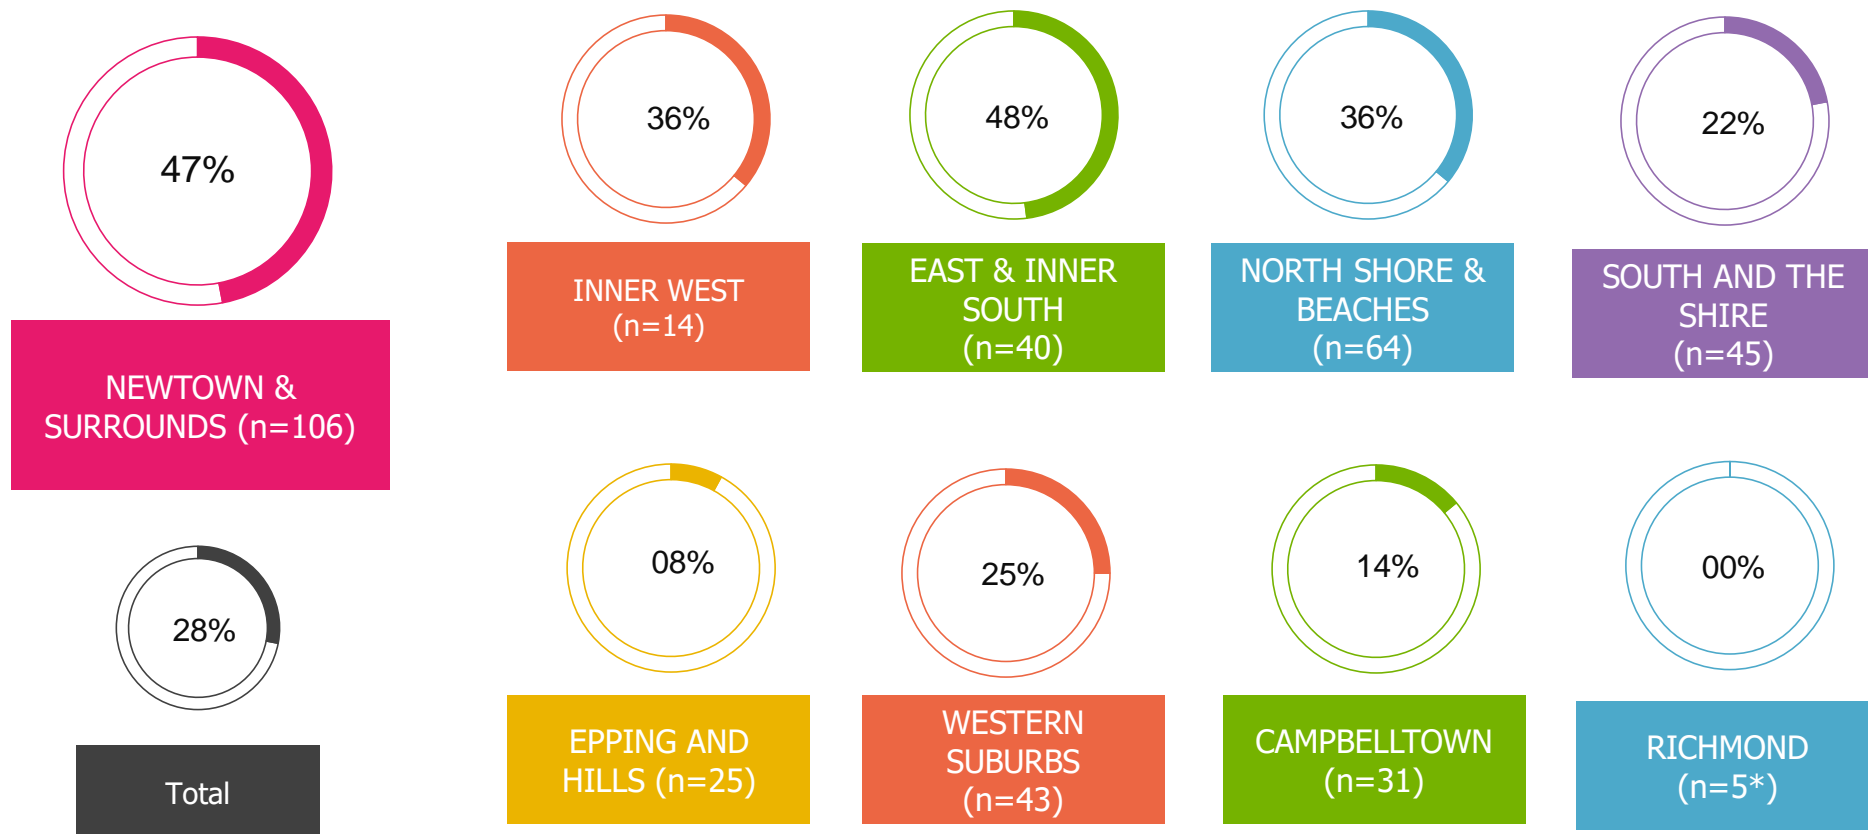 47%
NEWTOWN &
SURROUNDS (n=106)
28%
Total
36%
INNER WEST
(n=14)
48%
EAST & INNER
SOUTH
(n=40)
36%
NORTH SHORE &
BEACHES
(n=64)
22%
SOUTH AND THE
SHIRE
(n=45)
08%
EPPING AND
HILLS (n=25)
25%
WESTERN
SUBURBS
(n=43)
14%
CAMPBELLTOWN
(n=31)
00%
RICHMOND
(n=5*)